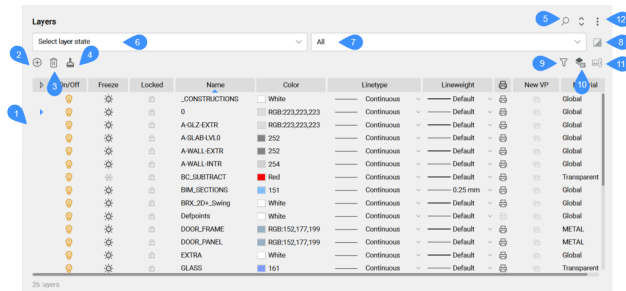 Layers 5 12
Select layer state 6 All 7 8
2 3 4 9 10 11
On/Off Freeze Locked Name Color Linetype Lineweight New VP
1 _CONSTRUCTIONS White Continuous Default Global
0 RGB:223,223,223 Continuous Default Global
A-GLZ-EXTR RGB:223,223,223 Continuous Default Global
A-SLAB-LVL0 252 Continuous Default Global
A-WALL-EXTR 252 Continuous Default Global
A-WALL-INTR 254 Continuous Default Global
BC_SUBTRACT Red Continuous Default Transparent
BIM_SECTIONS 151 Continuous 0.25 mm Global
BRX_2D+_Swing White Continuous Default Global
Defpoints White Continuous Default Global
DOOR_FRAME RGB:152,177,199 Continuous Default METAL
DOOR_PANEL RGB:152,177,199 Continuous Default METAL
EXTRA White Continuous Default Global
GLASS 161 Continuous Default Transparent
26 layers